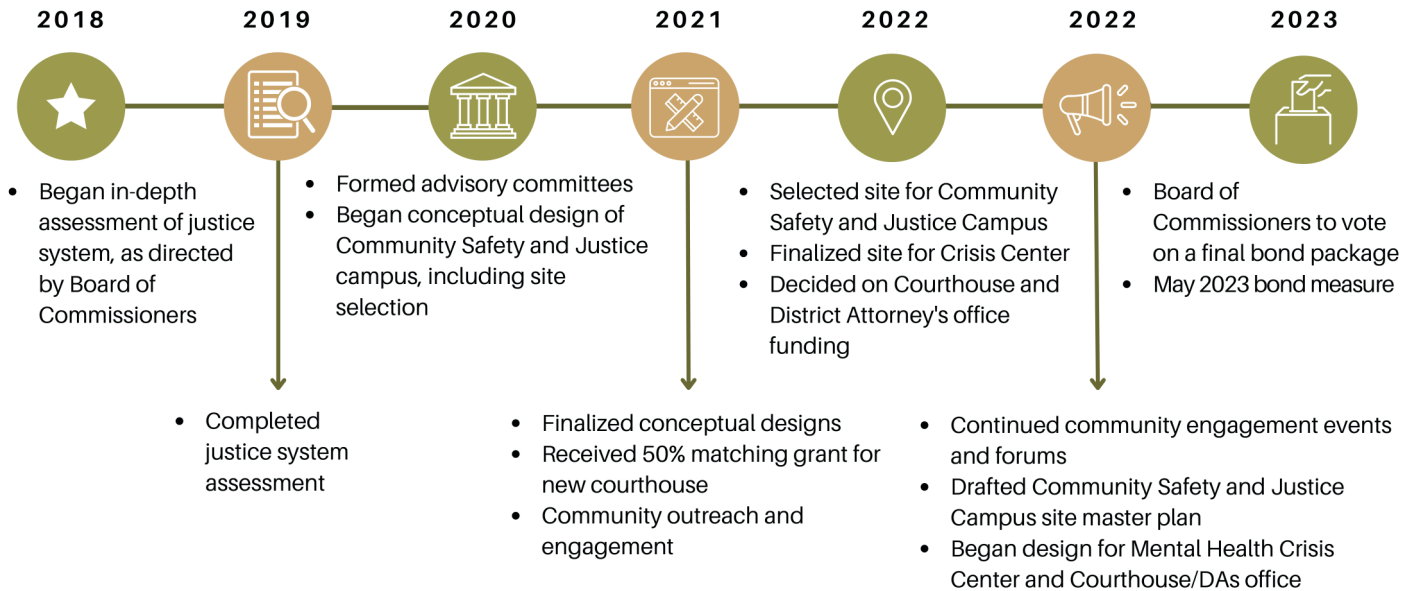 2018
2019
2020
2021
2022
2022
2023
• Began in-depth
assessment of justice
system, as directed
by Board of
Commissioners
• Completed
justice system
assessment
• Formed advisory committees
• Began conceptual design of
Community Safety and Justice
campus, including site
selection
• Finalized conceptual designs
• Received 50% matching grant for
new courthouse
• Community outreach and
engagement
• Selected site for Community
Safety and Justice Campus
• Finalized site for Crisis Center
• Decided on Courthouse and
District Attorney's office
funding
• Continued community engagement events
and forums
• Drafted Community Safety and Justice
Campus site master plan
• Began design for Mental Health Crisis
Center and Courthouse/DAs office
• Board of
Commissioners to vote
on a final bond package
• May 2023 bond measure